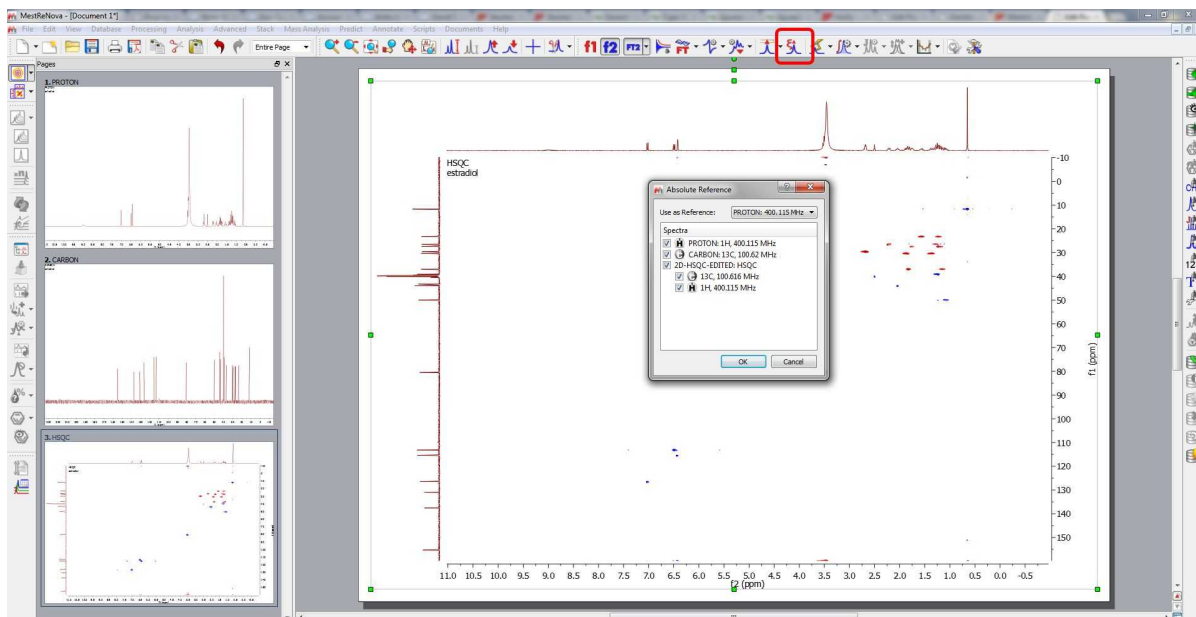 MestReNova - [Document 1*]
File Edit View Database Processing Analysis Advanced Stack Mass Analysis Predict Annotate Scripts Documents Help
Entire Page
f1 f2 FT2
Pages
1. PROTON
2. CARBON
3. HSQC
HSQC
estradiol
Absolute Reference
Use as Reference: PROTON: 400.115 MHz
Spectra
PROTON: 1H, 400.115 MHz
CARBON: 13C, 100.62 MHz
2D-HSQC-EDITED: HSQC
13C, 100.616 MHz
1H, 400.115 MHz
OK Cancel
-10
0
10
20
30
40
50
60
70
80
90
100
110
120
130
140
150
f1 (ppm)
11.0 10.5 10.0 9.5 9.0 8.5 8.0 7.5 7.0 6.5 6.0 5.5 5.0 4.5 4.0 3.5 3.0 2.5 2.0 1.5 1.0 0.5 0.0 -0.5
f2 (ppm)